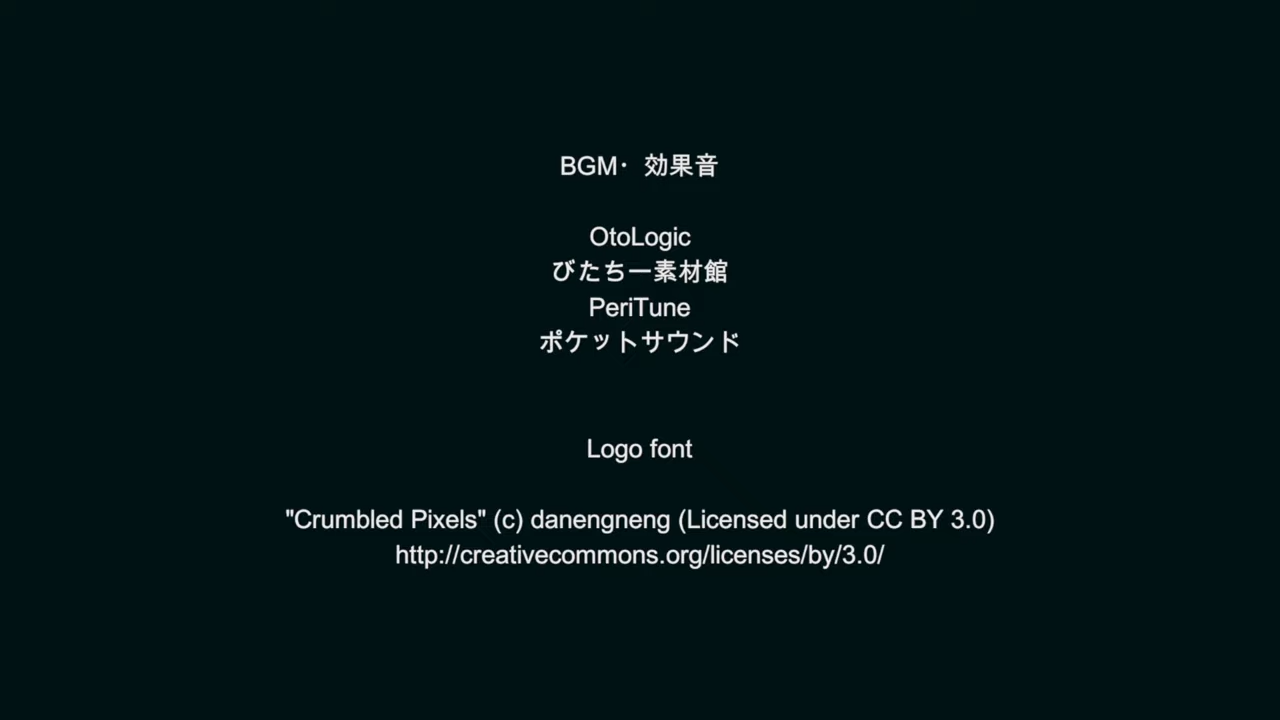 BGM・ 効果音
OtoLogic
びたちー素材館
PeriTune
ポケットサウンド
Logo font
"Crumbled Pixels" (c) danengneng (Licensed under CC BY 3.0)
http://creativecommons.org/licenses/by/3.0/